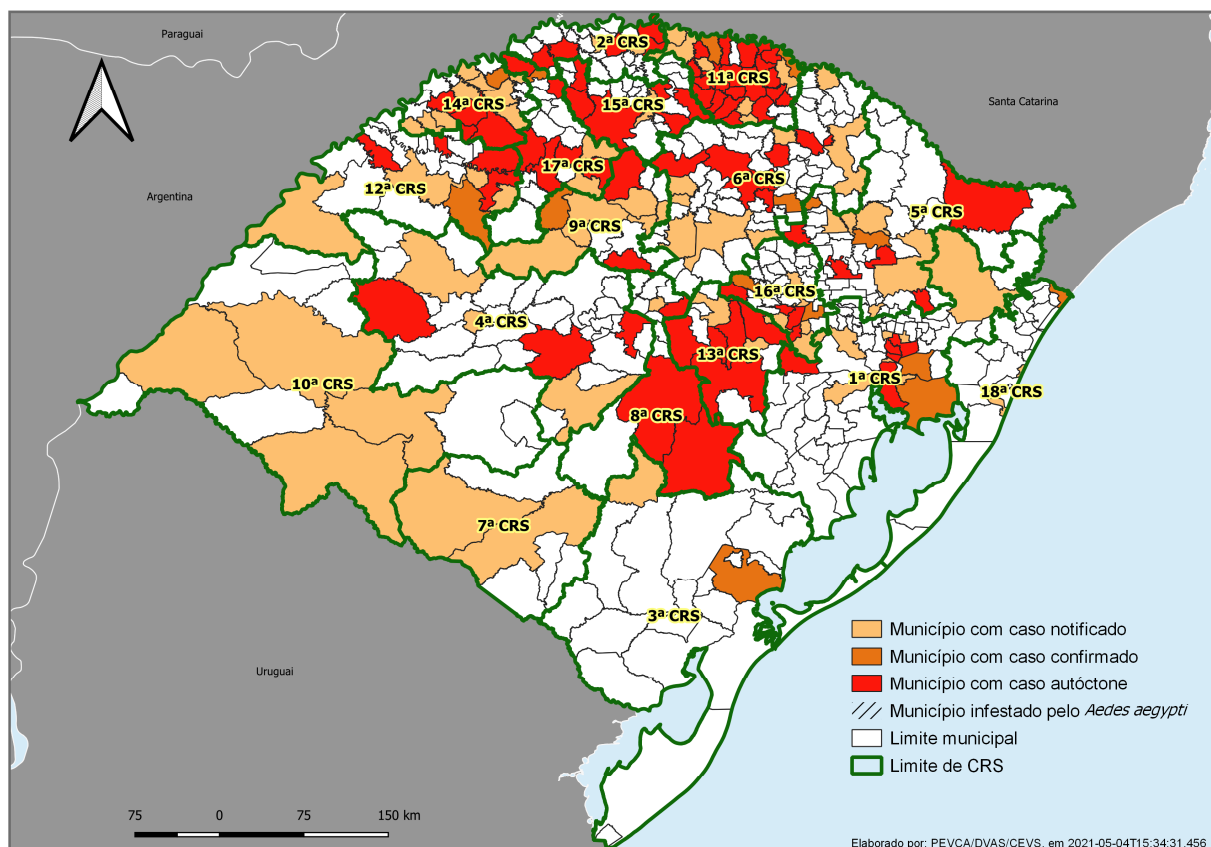 Paraguai
2ª CRS
11ª CRS
14ª CRS
15ª CRS
Santa Catarina
17ª CRS
6ª CRS
12ª CRS
Argentina
5ª CRS
9ª CRS
16ª CRS
4ª CRS
13ª CRS
10ª CRS
1ª CRS
18ª CRS
8ª CRS
7ª CRS
3ª CRS
Uruguai
Município com caso notificado
Município com caso confirmado
Município com caso autóctone
Município infestado pelo Aedes aegypti
Limite municipal
Limite de CRS
75 0 75 150 km
Elaborado por: PEVCA/DVAS/CEVS, em 2021-05-04T15:34:31.456